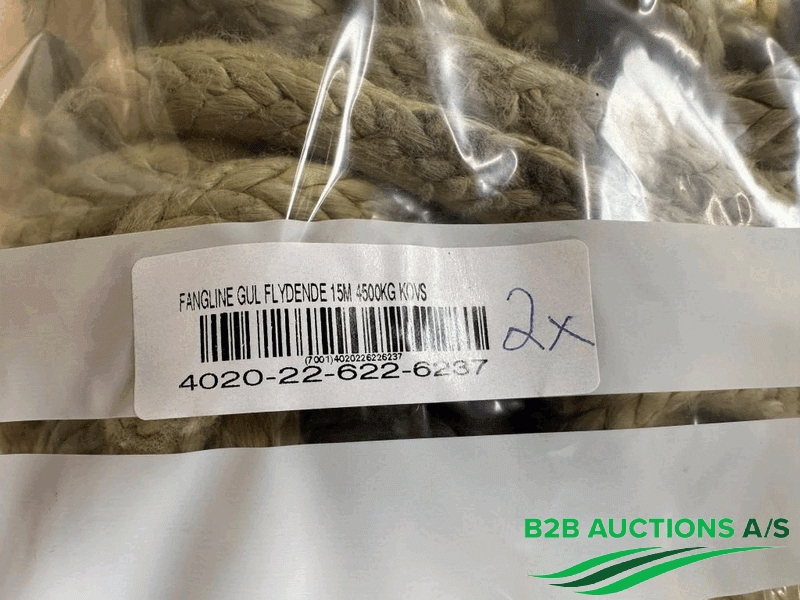 FANGLINE GUL FLYDENDE 15M 4500KG KOVS
2x
(7001)4020226226237
4020-22-622-6237
B2B AUCTIONS A/S